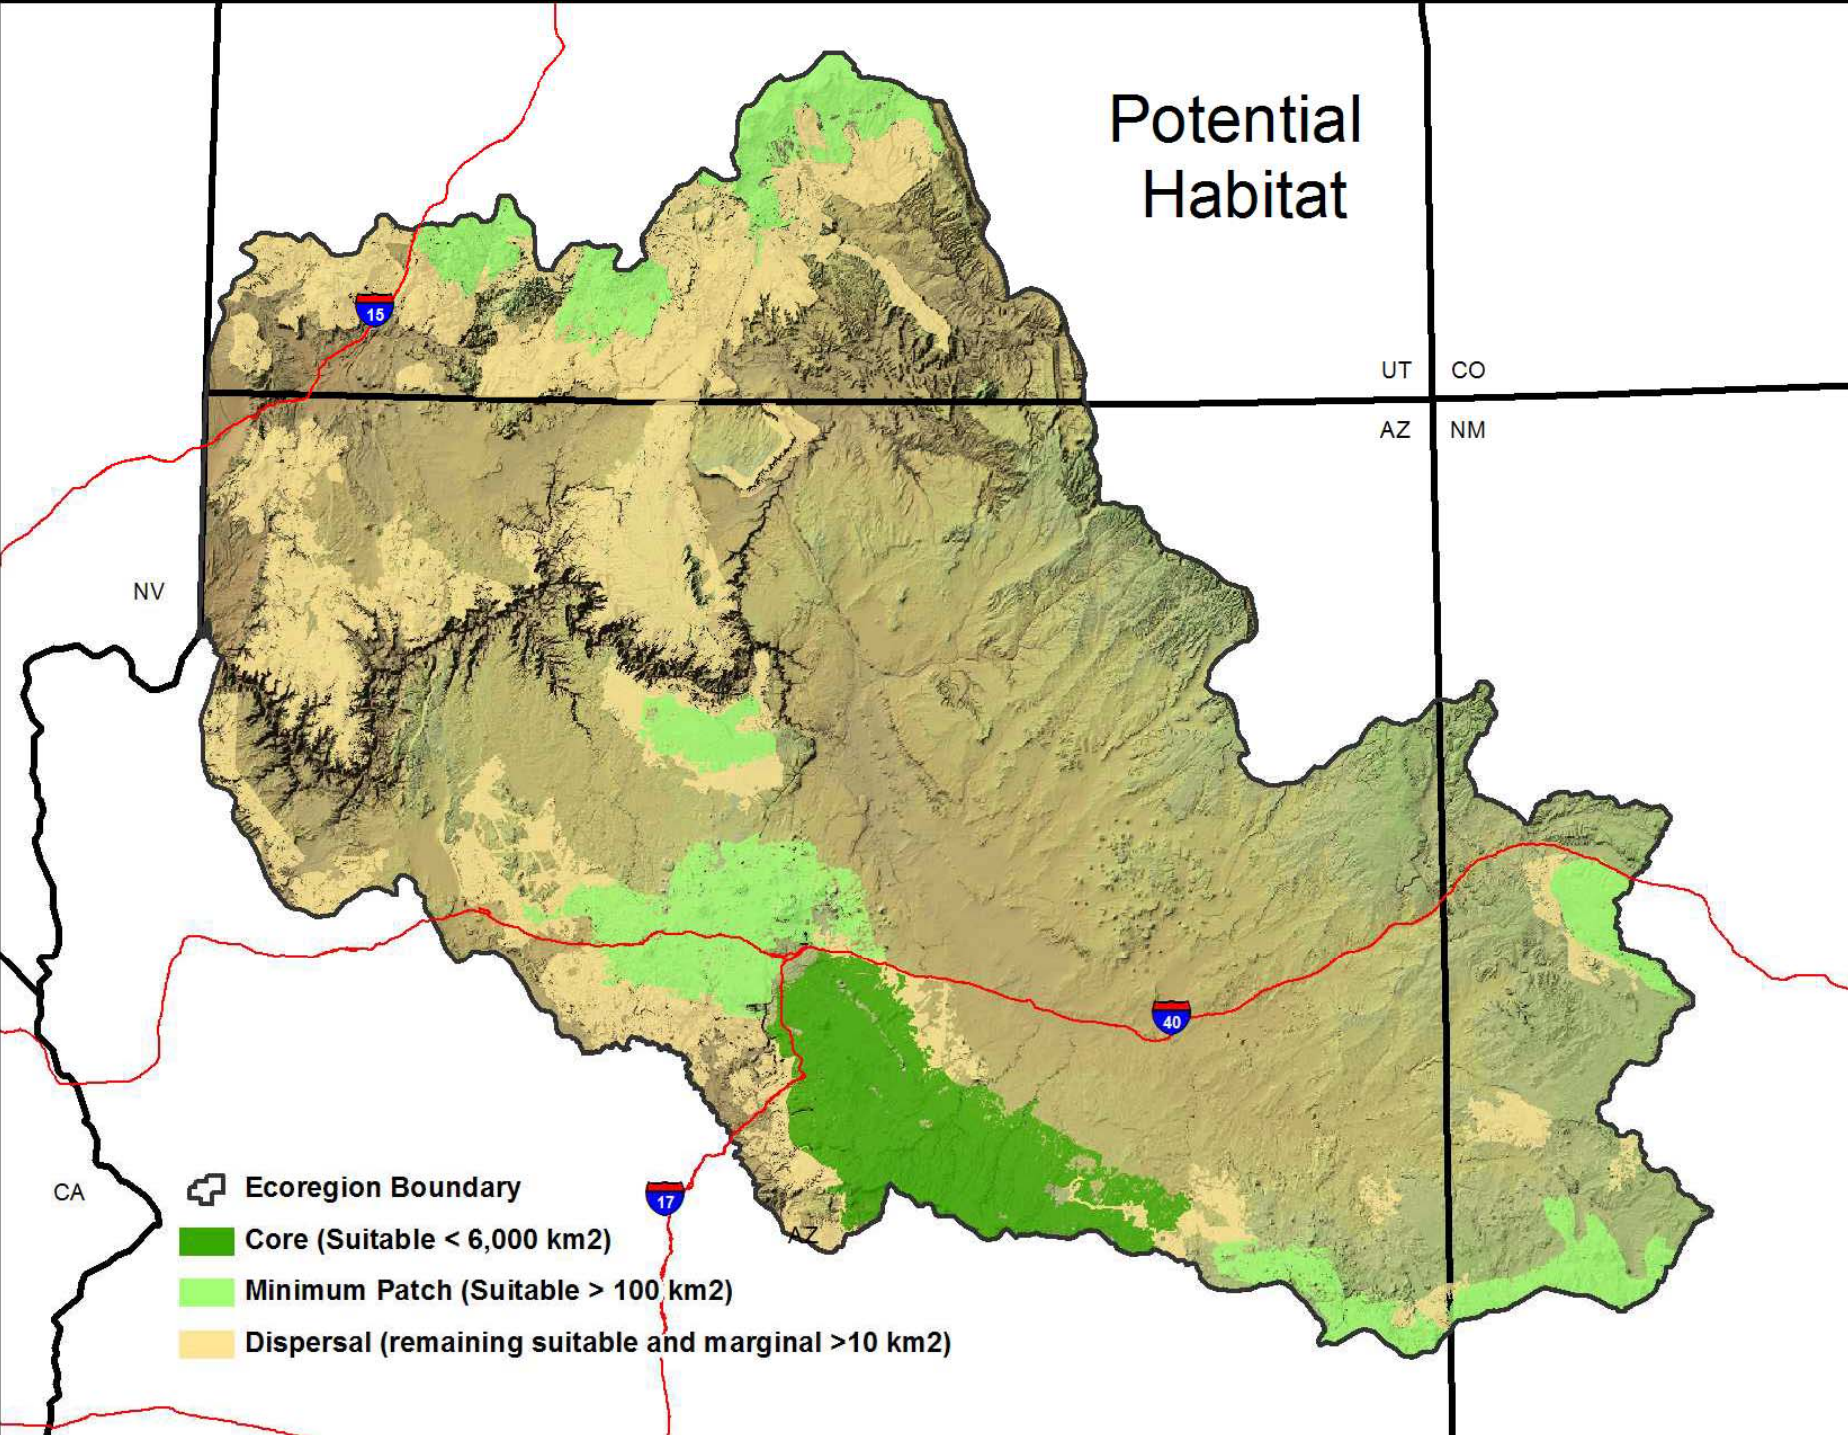 Potential
Habitat
15
UT
CO
AZ
NM
NV
40
CA
17
AZ
Ecoregion Boundary
Core (Suitable < 6,000 km2)
Minimum Patch (Suitable > 100 km2)
Dispersal (remaining suitable and marginal >10 km2)